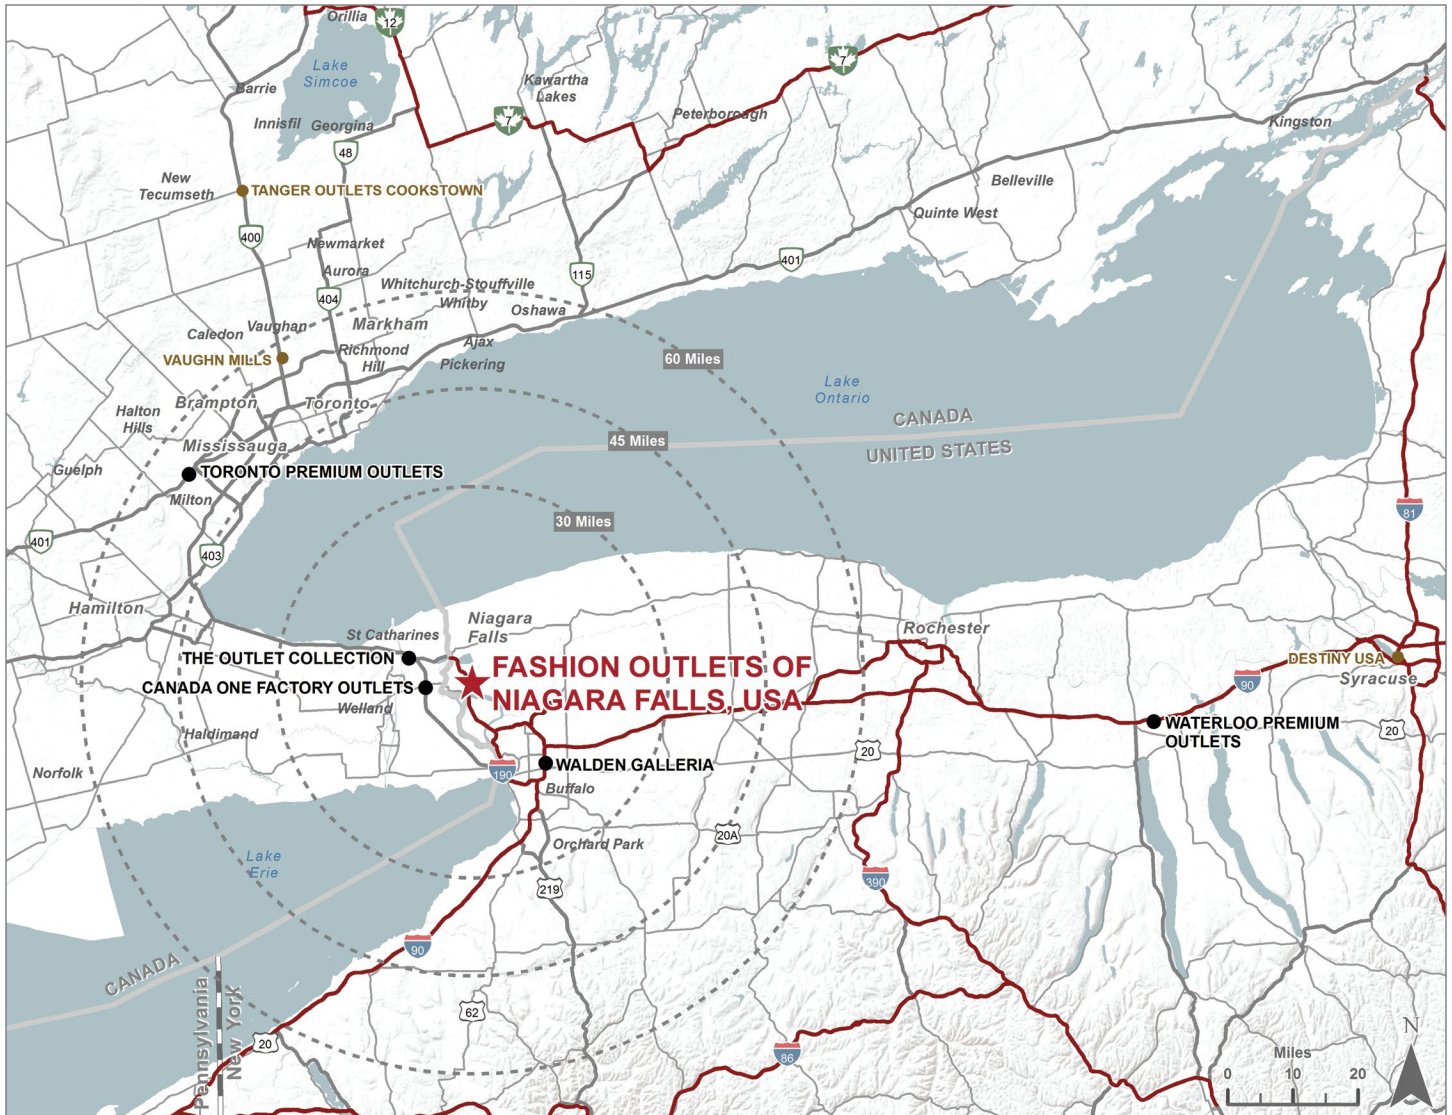 Orillia
12
Lake
Simcoe
7
Kawartha
Lakes
Barrie
7
Peterborough
Kingston
Innisfil
Georgina
48
New
Tecumseth
TANGER OUTLETS COOKSTOWN
Belleville
Quinte West
400
Newmarket
Aurora
401
115
404
Whitchurch-Stouffville
Whitby
Oshawa
Caledon
Vaughan
Markham
VAUGHN MILLS
Richmond
Hill
Ajax
Pickering
60 Miles
Lake
Ontario
Halton
Hills
Brampton
Toronto
CANADA
UNITED STATES
Mississauga
45 Miles
Guelph
TORONTO PREMIUM OUTLETS
Milton
30 Miles
81
401
403
Hamilton
St Catharines
Niagara
Falls
Rochester
THE OUTLET COLLECTION
FASHION OUTLETS OF
NIAGARA FALLS, USA
CANADA ONE FACTORY OUTLETS
Welland
DESTINY USA
Syracuse
90
Haldimand
WATERLOO PREMIUM
OUTLETS
20
20
Norfolk
190
WALDEN GALLERIA
Buffalo
20A
Orchard Park
Lake
Erie
219
390
90
CANADA
62
Pennsylvania
New York
20
86
N
Miles
0 10 20